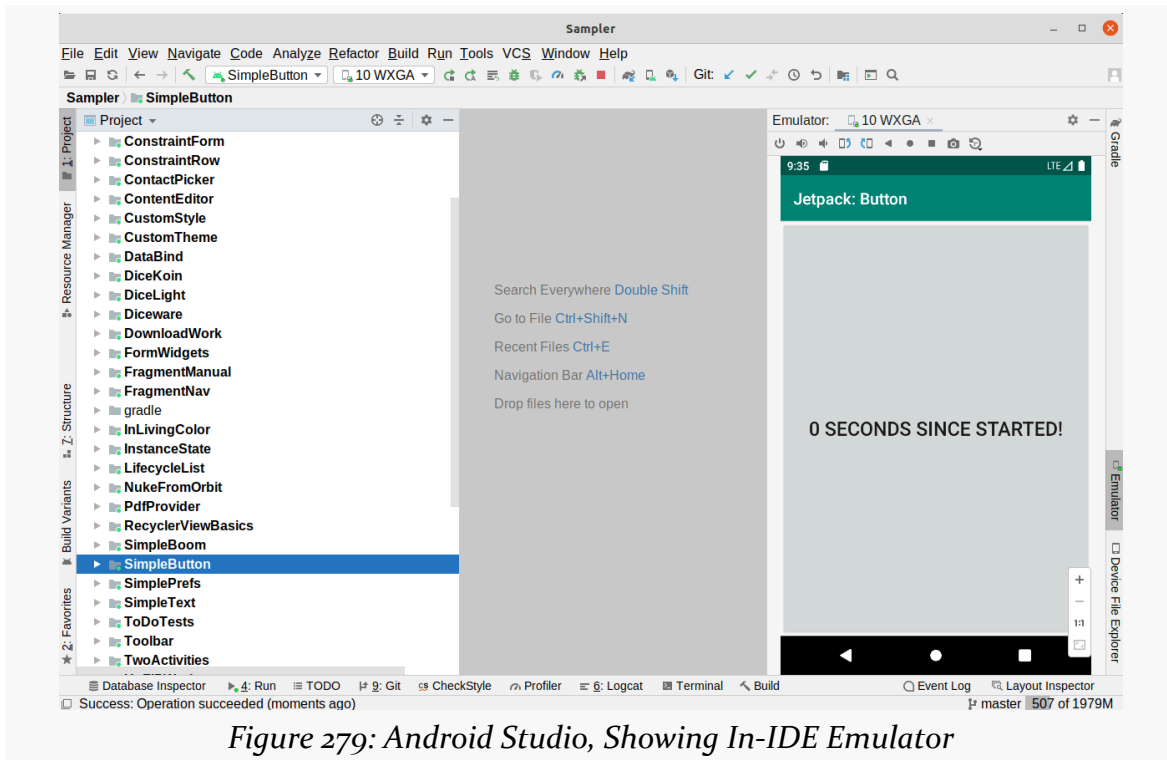 Sampler
File Edit View Navigate Code Analyze Refactor Build Run Tools VCS Window Help
SimpleButton 10 WXGA Git:
Sampler SimpleButton
1: Project
Resource Manager
Z: Structure
Build Variants
2: Favorites
Project
ConstraintForm
ConstraintRow
ContactPicker
ContentEditor
CustomStyle
CustomTheme
DataBind
DiceKoin
DiceLight
Diceware
DownloadWork
FormWidgets
FragmentManual
FragmentNav
gradle
InLivingColor
InstanceState
LifecycleList
NukeFromOrbit
PdfProvider
RecyclerViewBasics
SimpleBoom
SimpleButton
SimplePrefs
SimpleText
ToDoTests
Toolbar
TwoActivities
Search Everywhere Double Shift
Go to File Ctrl+Shift+N
Recent Files Ctrl+E
Navigation Bar Alt+Home
Drop files here to open
Emulator: 10 WXGA
9:35 LTE
Jetpack: Button
0 SECONDS SINCE STARTED!
1:1
Gradle
Emulator
Device File Explorer
Database Inspector 4: Run TODO 9: Git CheckStyle Profiler 6: Logcat Terminal Build Event Log Layout Inspector
Success: Operation succeeded (moments ago) master 507 of 1979M
Figure 279: Android Studio, Showing In-IDE Emulator